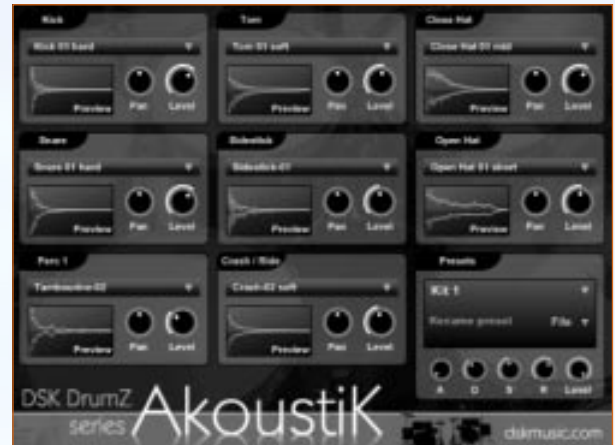 Kick
Kick 01 hard
Preview
Pan
Level
Tom
Tom 01 soft
Preview
Pan
Level
Close Hat
Close Hat 01 mid
Preview
Pan
Level
Snare
Snare 01 hard
Preview
Pan
Level
Sidestick
Sidestick-01
Preview
Pan
Level
Open Hat
Open Hat 01 short
Preview
Pan
Level
Perc 1
Tambourine-02
Preview
Pan
Level
Crash / Ride
Crash-02 soft
Preview
Pan
Level
Presets
Kit 1
Rename preset
File
A
D
S
R
Level
DSK DrumZ
series
AkoustiK
dskmusic.com